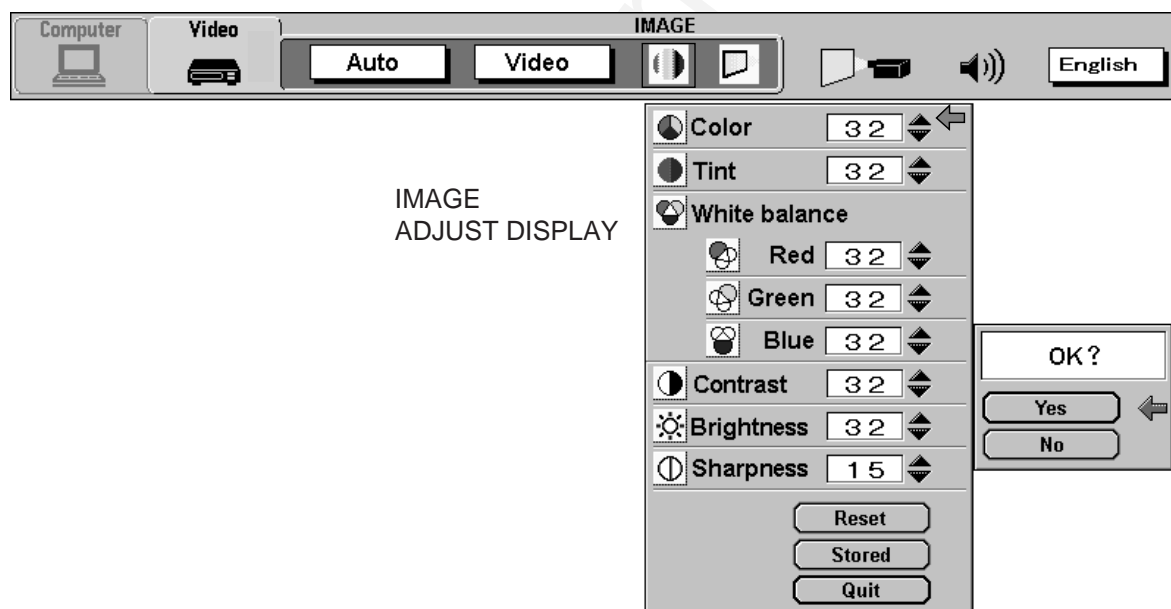 IMAGE
Computer Video
Auto Video English
Color 32
IMAGE
ADJUST DISPLAY
Tint 32
White balance
Red 32
Green 32
Blue 32
Contrast 32
Brightness 32
Sharpness 15
Reset
Stored
Quit
OK?
Yes
No